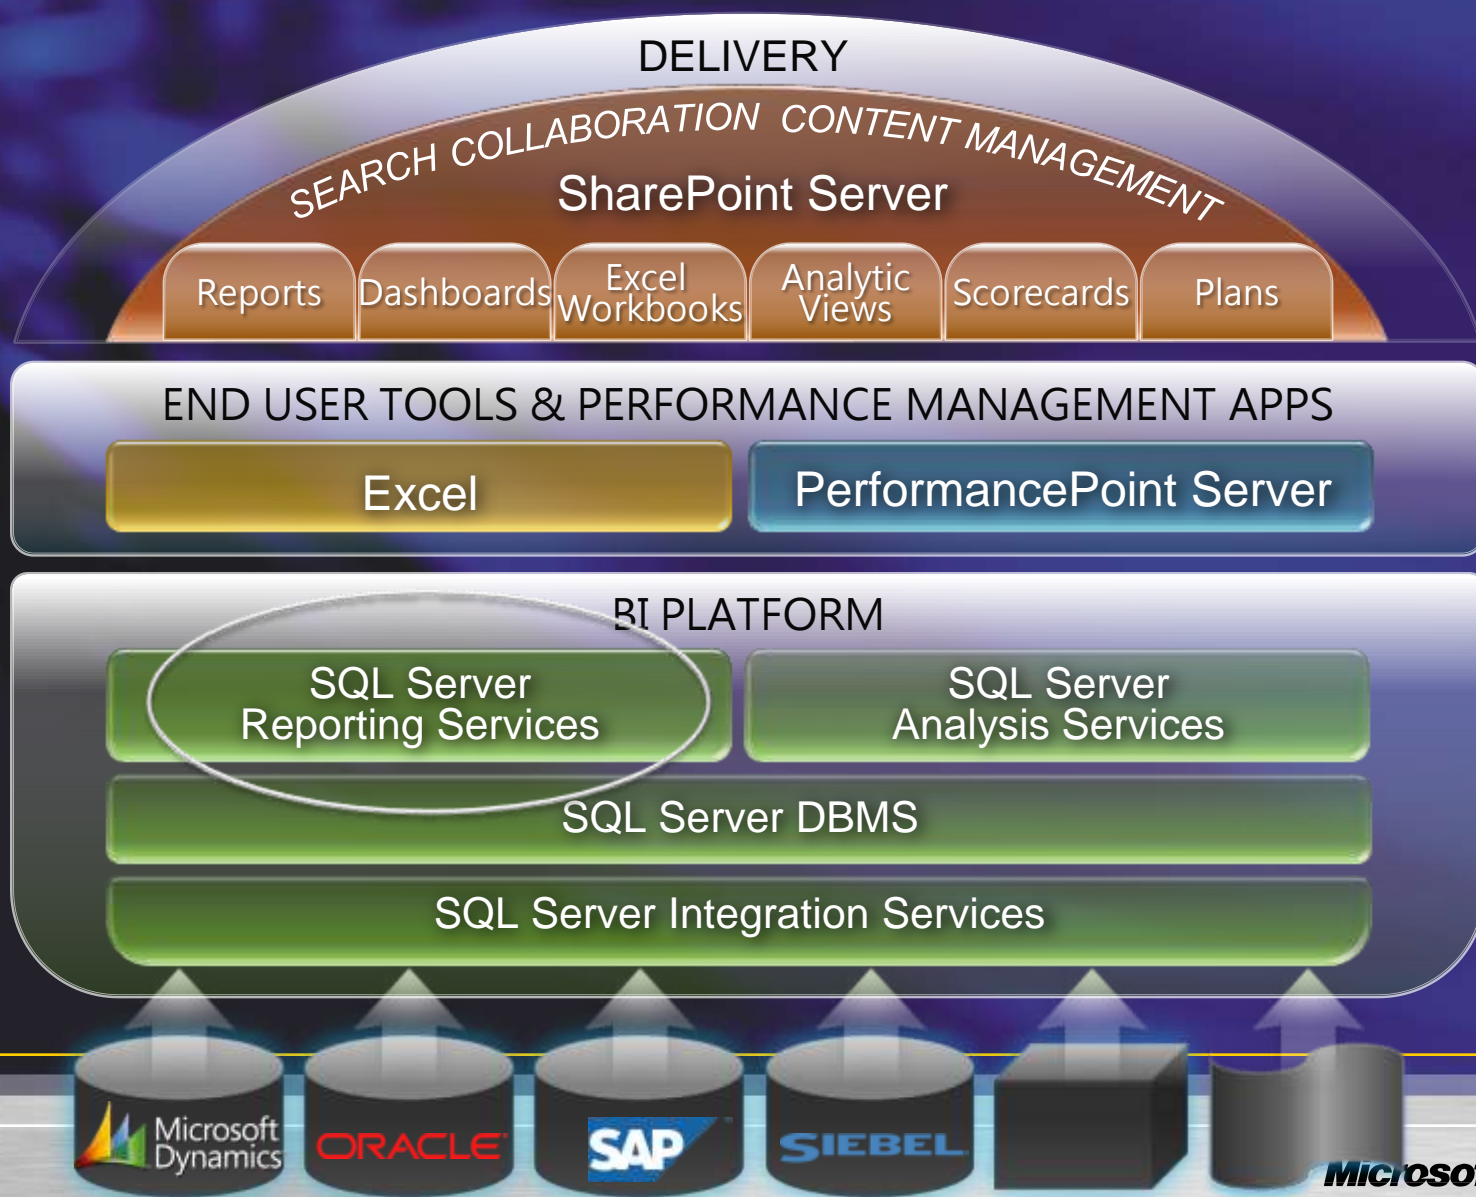 DELIVERY
SEARCH COLLABORATION CONTENT MANAGEMENT
SharePoint Server
Reports
Dashboards
Excel
Workbooks
Analytic
Views
Scorecards
Plans
END USER TOOLS & PERFORMANCE MANAGEMENT APPS
Excel
PerformancePoint Server
BI PLATFORM
SQL Server
Reporting Services
SQL Server
Analysis Services
SQL Server DBMS
SQL Server Integration Services
Microsoft
Dynamics
ORACLE
SAP
SIEBEL
Microsof